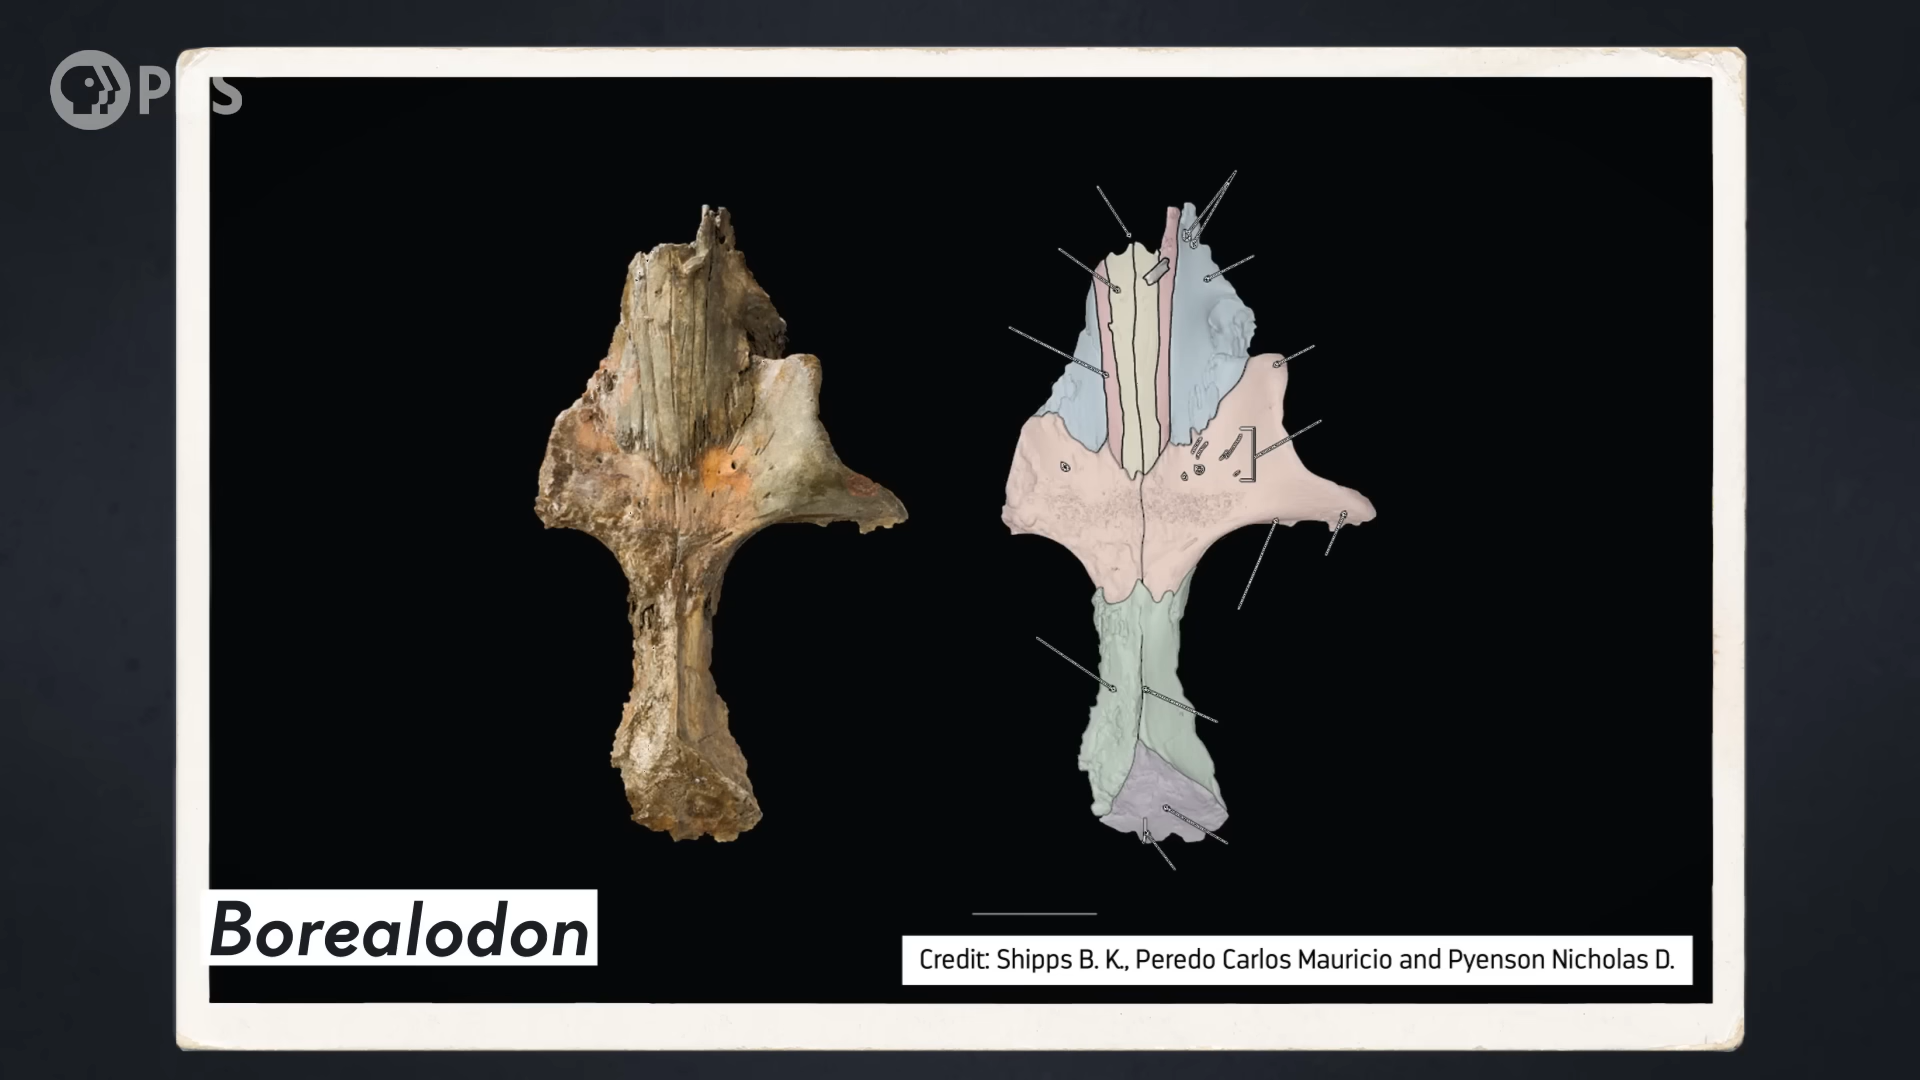 PBS
Borealodon
Credit: Shipps B. K., Peredo Carlos Mauricio and Pyenson Nicholas D.